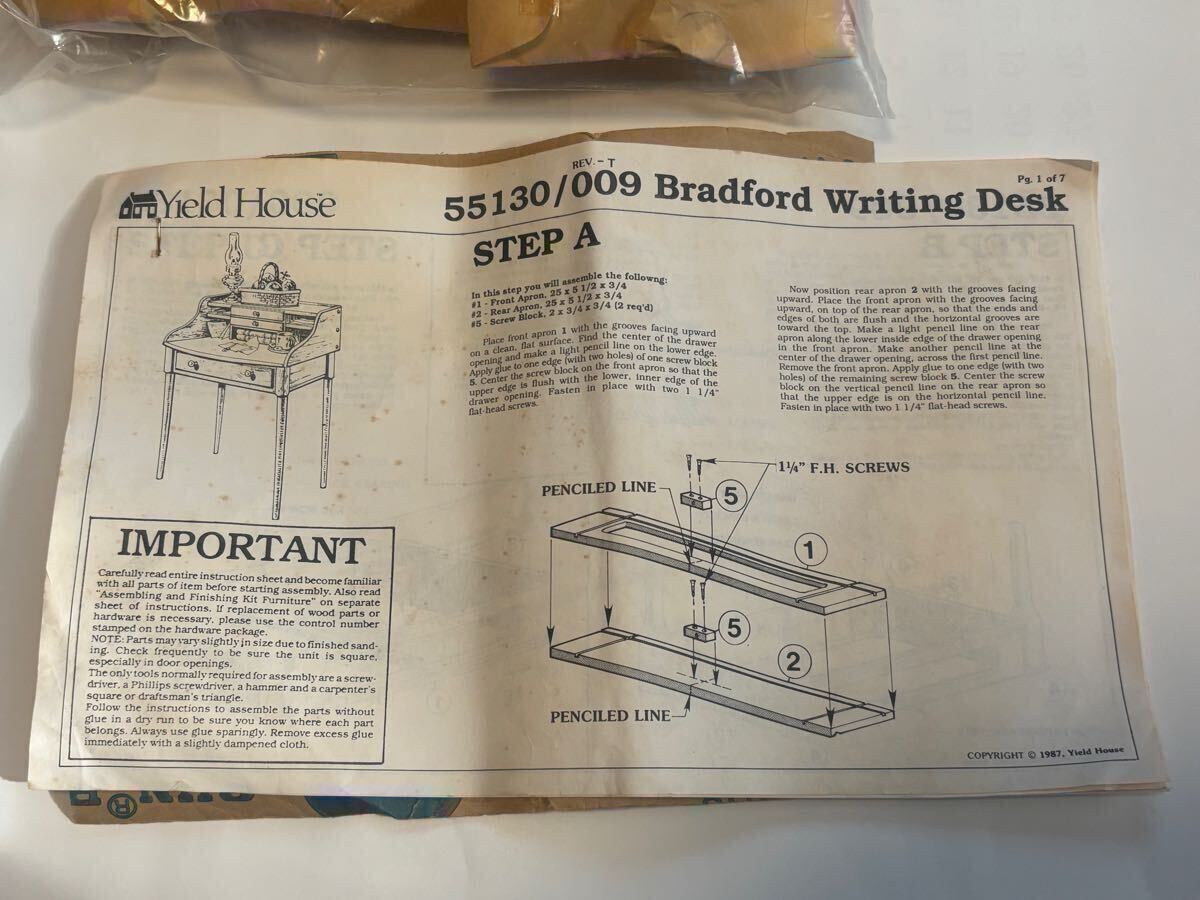 REV. - T
Pg. 1 of 7
Yield House™
55130/009 Bradford Writing Desk
STEP A
In this step you will assemble the followng:
#1 - Front Apron, 25 x 5 1/2 x 3/4
#2 - Rear Apron, 25 x 5 1/2 x 3/4
#5 - Screw Block, 2 x 3/4 x 3/4 (2 req'd)
Place front apron 1 with the grooves facing upward
on a clean, flat surface. Find the center of the drawer
opening and make a light pencil line on the lower edge.
Apply glue to one edge (with two holes) of one screw block
5. Center the screw block on the front apron so that the
upper edge is flush with the lower, inner edge of the
drawer opening. Fasten in place with two 1 1/4"
flat-head screws.
Now position rear apron 2 with the grooves facing
upward. Place the front apron with the grooves facing
upward, on top of the rear apron, so that the ends and
edges of both are flush and the horizontal grooves are
toward the top. Make a light pencil line on the rear
apron along the lower inside edge of the drawer opening
in the front apron. Make another pencil line at the
center of the drawer opening, across the first pencil line.
Remove the front apron. Apply glue to one edge (with two
holes) of the remaining screw block 5. Center the screw
block on the vertical pencil line on the rear apron so
that the upper edge is on the horizontal pencil line.
Fasten in place with two 1 1/4" flat-head screws.
1¼" F.H. SCREWS
PENCILED LINE
5
1
5
2
PENCILED LINE
IMPORTANT
Carefully read entire instruction sheet and become familiar
with all parts of item before starting assembly. Also read
"Assembling and Finishing Kit Furniture" on separate
sheet of instructions. If replacement of wood parts or
hardware is necessary, please use the control number
stamped on the hardware package.
NOTE: Parts may vary slightly in size due to finished sand-
ing. Check frequently to be sure the unit is square,
especially in door openings.
The only tools normally required for assembly are a screw-
driver, a Phillips screwdriver, a hammer and a carpenter's
square or draftsman's triangle.
Follow the instructions to assemble the parts without
glue in a dry run to be sure you know where each part
belongs. Always use glue sparingly. Remove excess glue
immediately with a slightly dampened cloth.
COPYRIGHT © 1987, Yield House